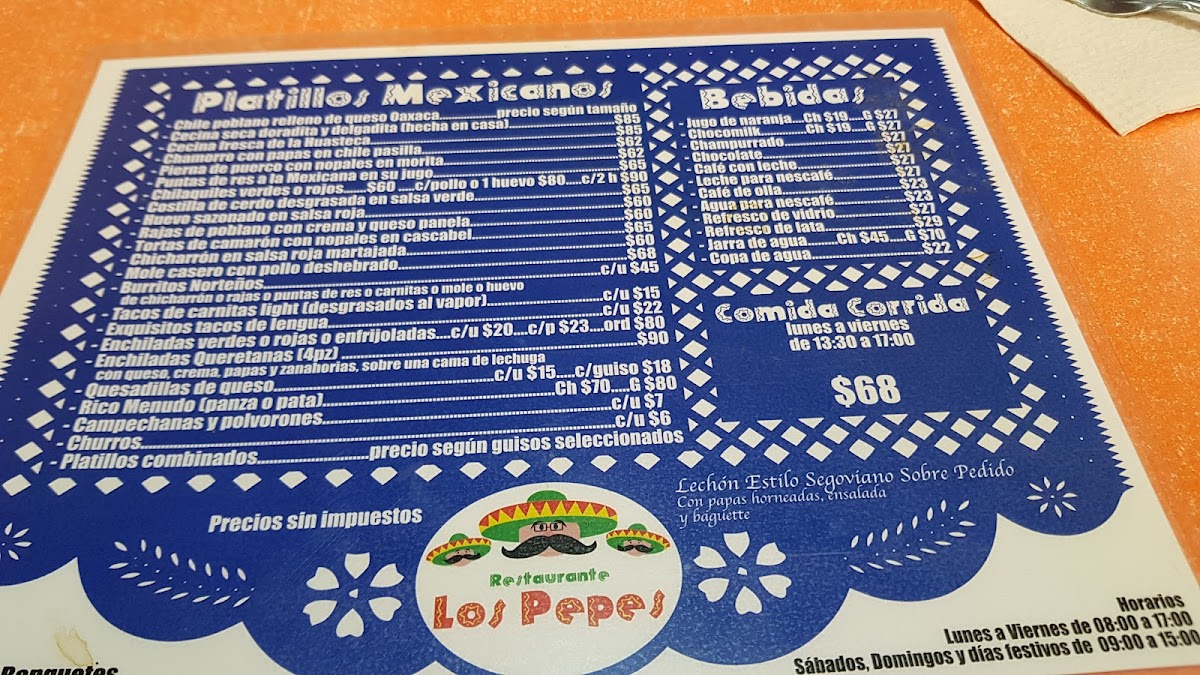 Platillos Mexicanos
- Chile poblano relleno de queso Oaxaca..............precio según tamaño
- Cecina seca doradita y delgadita (hecha en casa)..............$85
- Cecina fresca de la Huasteca..............$85
- Chamorro con papas en chile pasilla..............$62
- Pierna de puerco con nopales en morita..............$62
- Puntas de res a la Mexicana en su jugo..............$65
- Chilaquiles verdes o rojos......$60 .....c/pollo o 1 huevo $80.....c/2 h $90
- Costilla de cerdo desgrasada en salsa verde..............$65
- Huevo sazonado en salsa roja..............$60
- Rajas de poblano con crema y queso panela..............$60
- Tortas de camarón con nopales en cascabel..............$65
- Chicharrón en salsa roja martajada..............$60
- Mole casero con pollo deshebrado..............$68
- Burritos Norteños..............c/u $45
de chicharrón o rajas o puntas de res o carnitas o mole o huevo
- Tacos de carnitas light (desgrasados al vapor)..............c/u $15
- Exquisitos tacos de lengua..............c/u $22
- Enchiladas verdes o rojas o enfrijoladas....c/u $20....c/p $23....ord $80
- Enchiladas Queretanas (4pz) ..............$90
con queso, crema, papas y zanahorias, sobre una cama de lechuga
- Quesadillas de queso..............c/u $15.....c/guiso $18
- Rico Menudo (panza o pata)..............Ch $70.....G $80
- Campechanas y polvorones..............c/u $7
- Churros..............c/u $6
- Platillos combinados..............precio según guisos seleccionados
Precios sin impuestos
Bebidas
- Jugo de naranja....Ch $19....G $27
- Chocomilk..............Ch $19....G $27
- Champurrado..............$27
- Chocolate..............$27
- Café con leche..............$27
- Leche para nescafé..............$27
- Café de olla..............$23
- Agua para nescafé..............$23
- Refresco de vidrio..............$27
- Refresco de lata..............$29
- Jarra de agua........Ch $45....G $70
- Copa de agua..............$22
Comida Corrida
lunes a viernes
de 13:30 a 17:00
$68
Lechón Estilo Segoviano Sobre Pedido
Con papas horneadas, ensalada
y baguette
Restaurante
Los Pepes
Horarios
Lunes a Viernes de 08:00 a 17:00
Sábados, Domingos y días festivos de 09:00 a 15:00
Banquetes